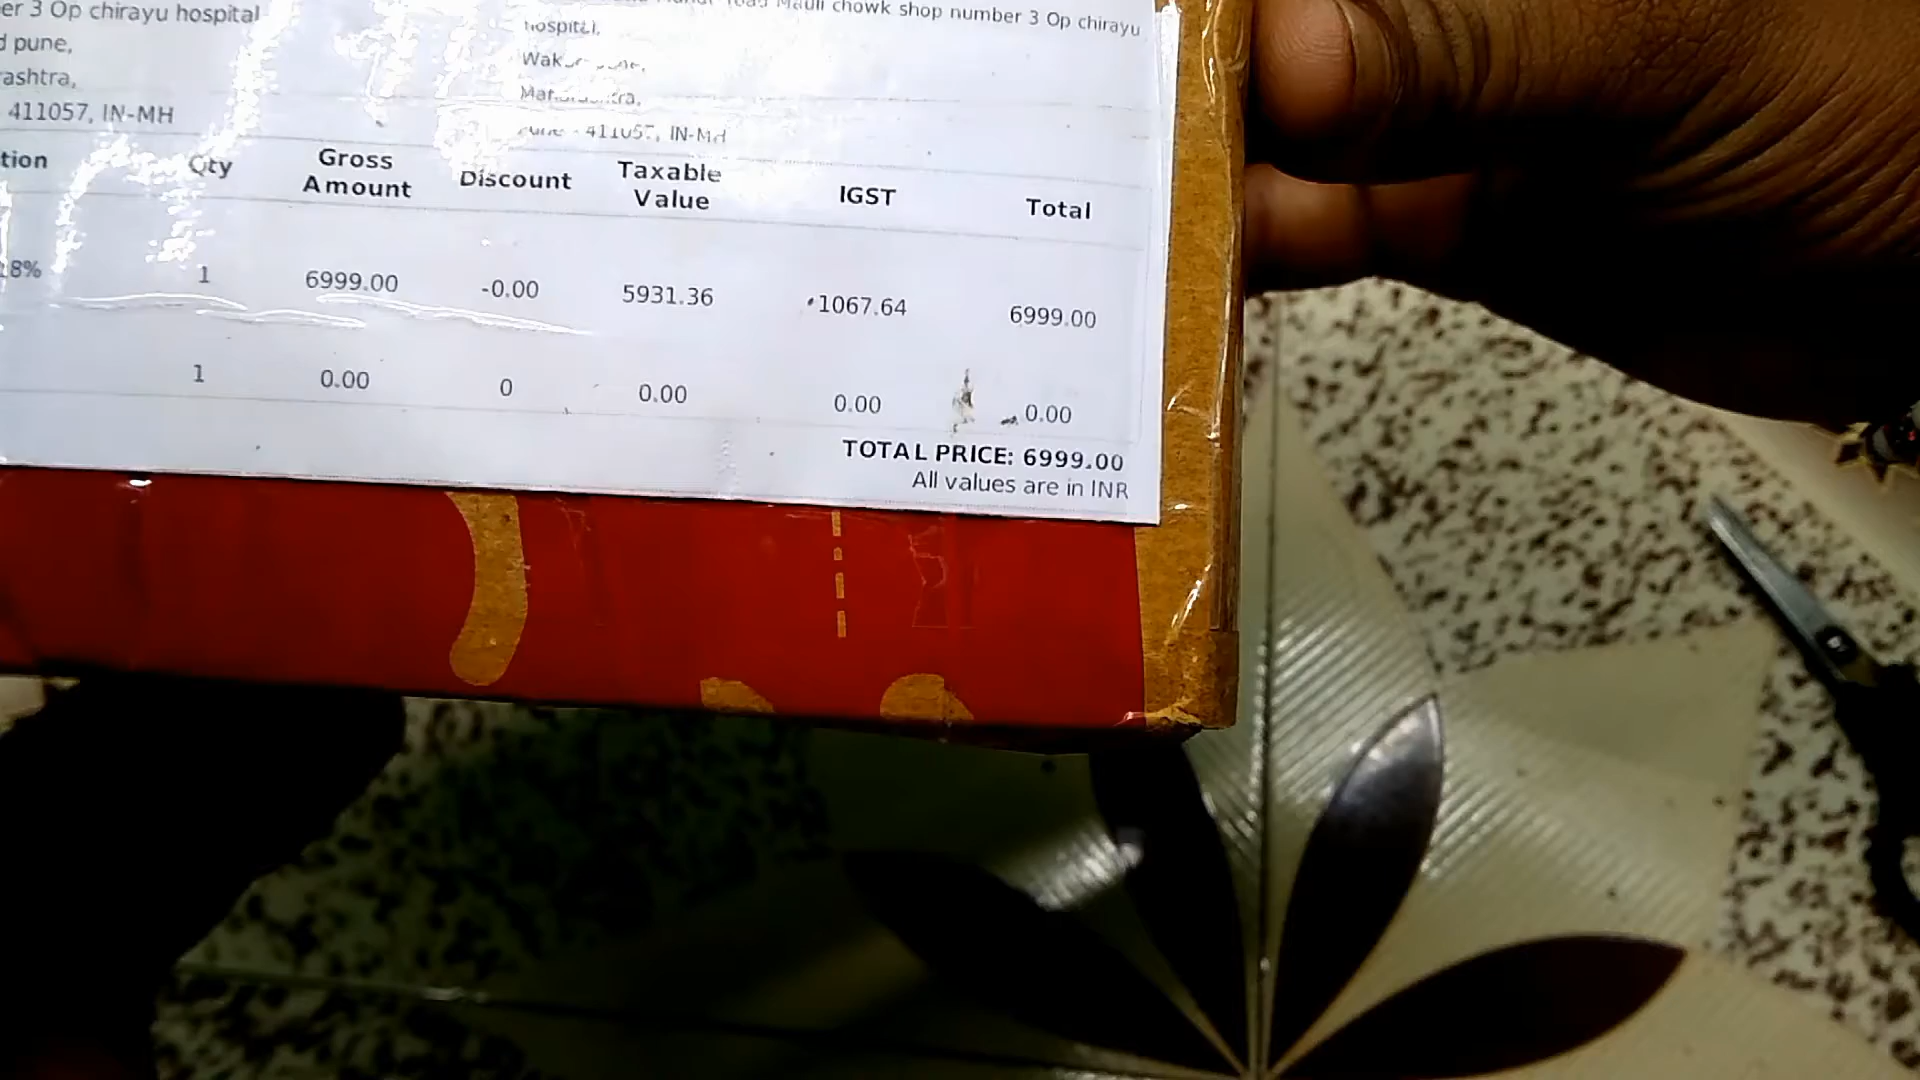 er 3 Op chirayu hospital
d pune,
ashtra,
411057, IN-MH
Mauli chowk shop number 3 Op chirayu
hospital,
411057, IN-MH
tion Qty Gross Amount Discount Taxable Value IGST Total
8% 1 6999.00 -0.00 5931.36 1067.64 6999.00
1 0.00 0 0.00 0.00 0.00
TOTAL PRICE: 6999.00
All values are in INR